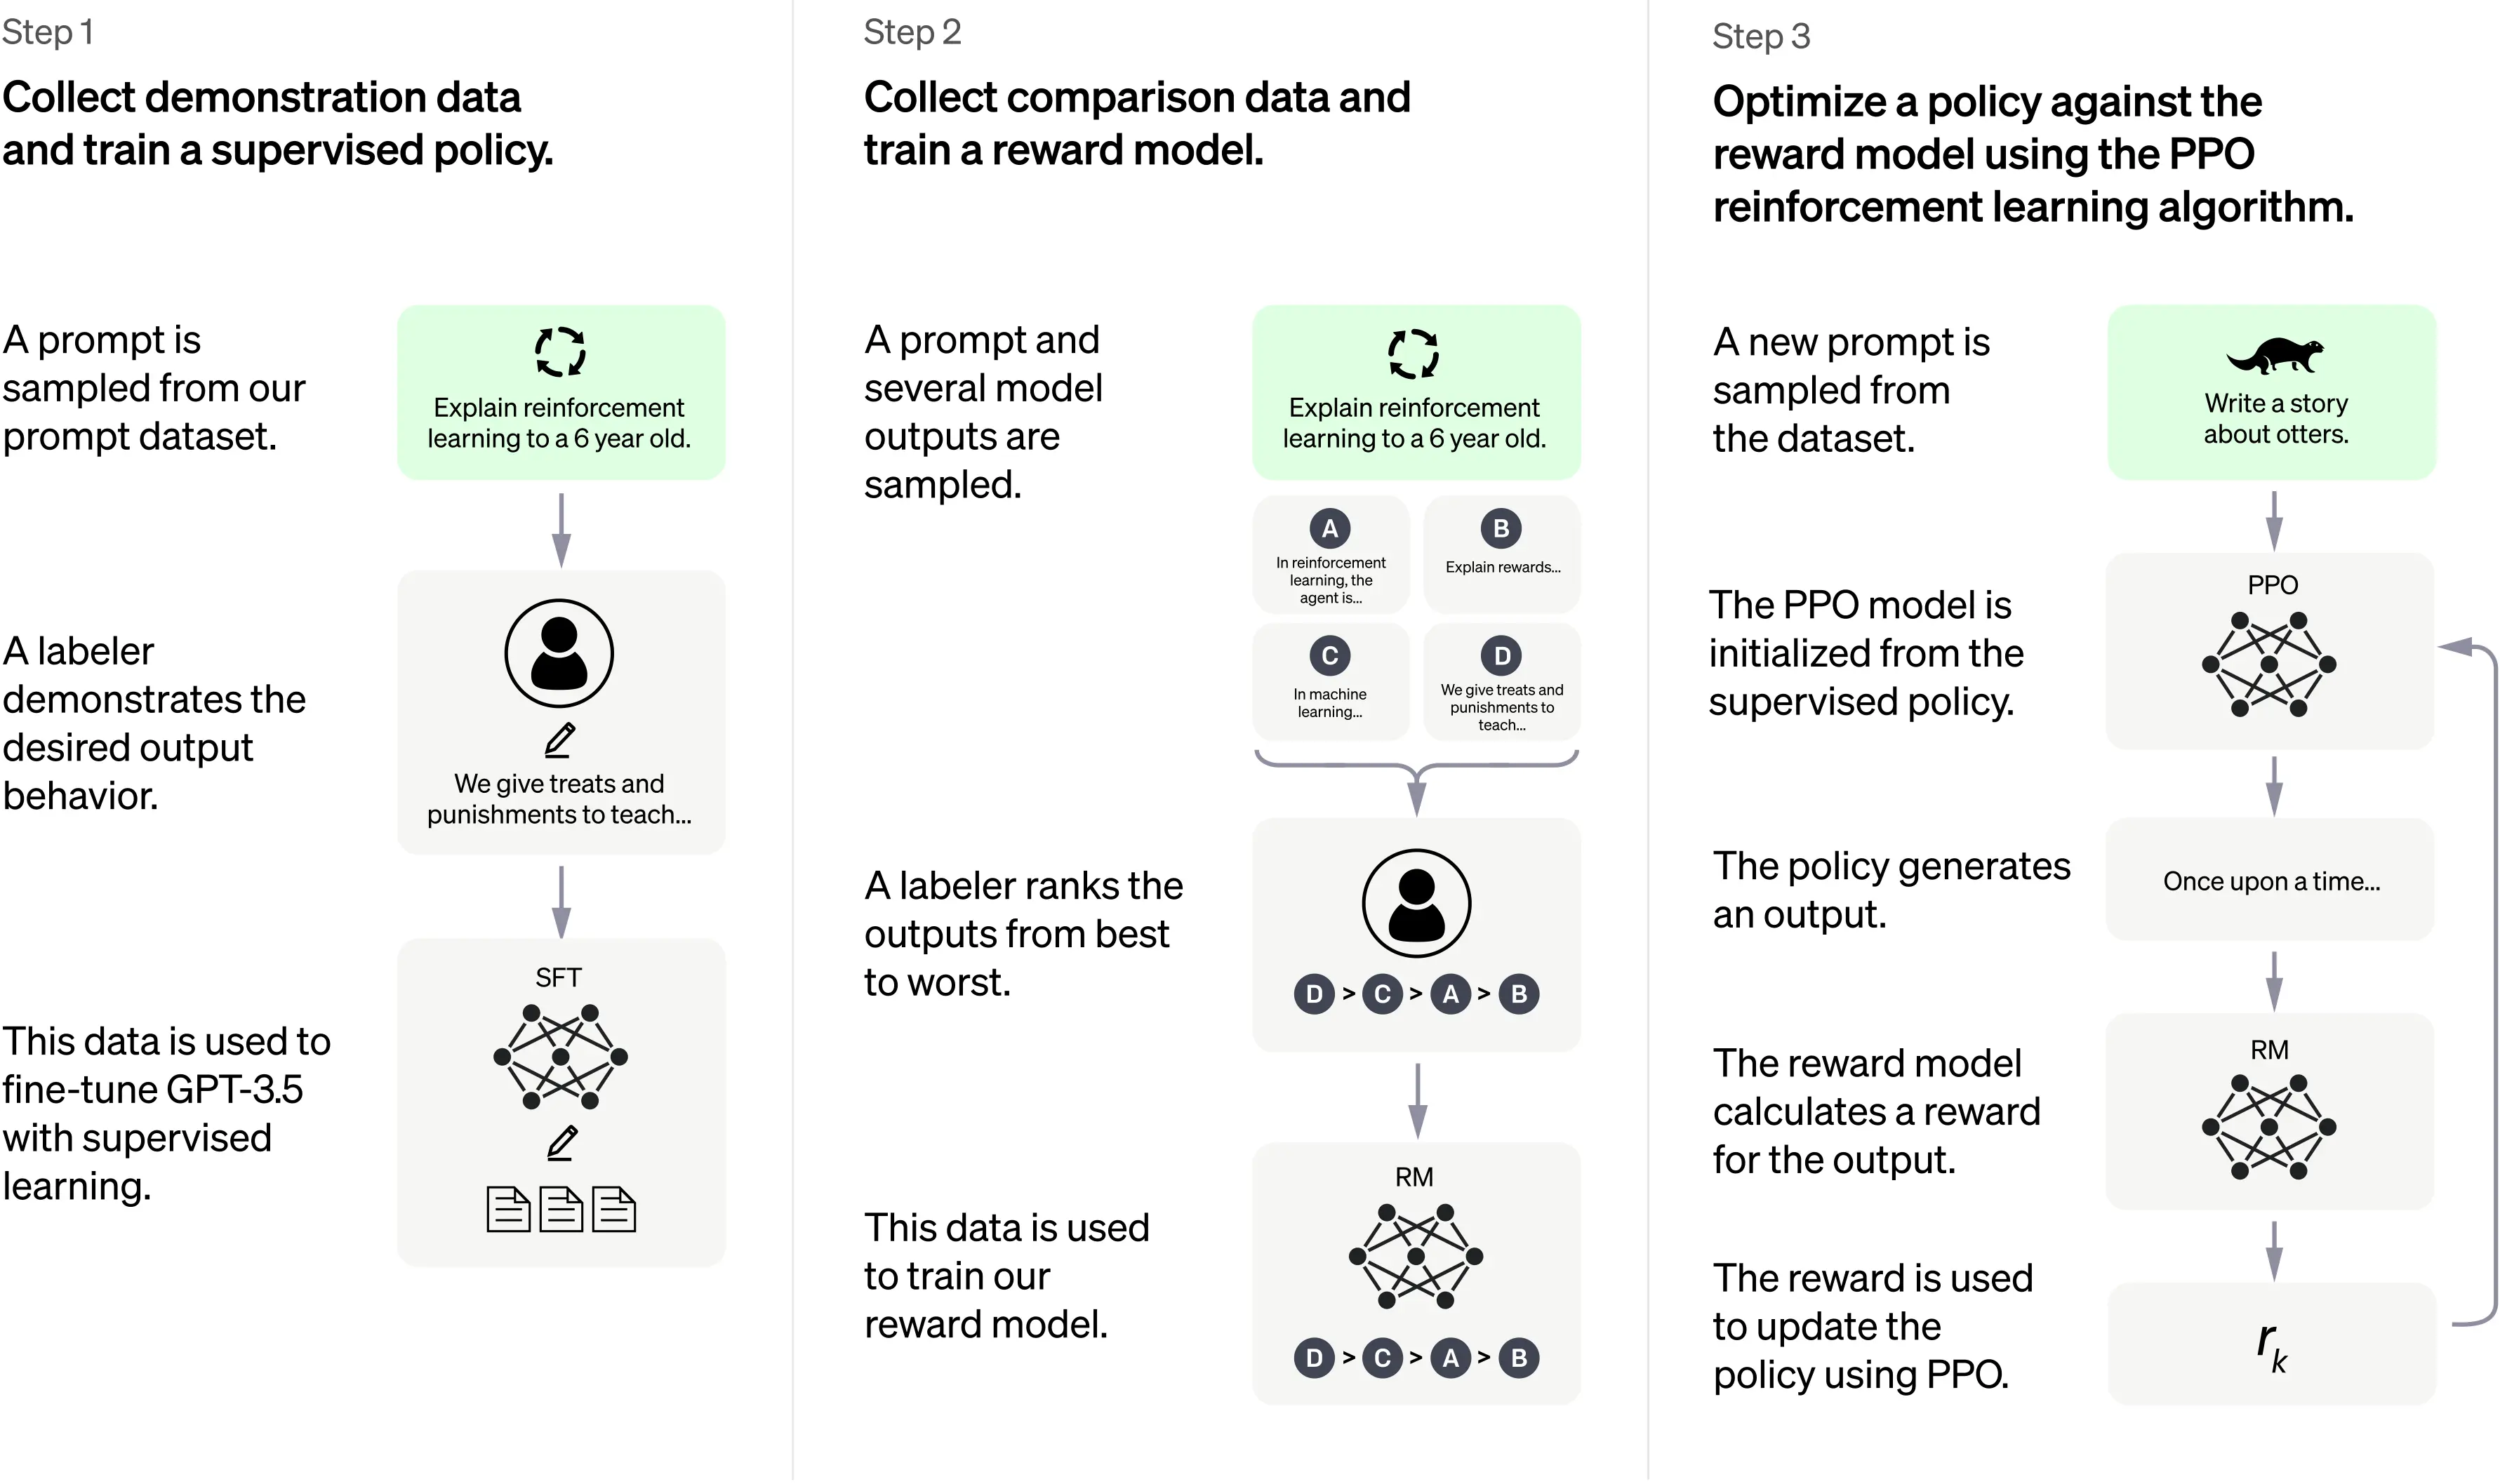 Step 1
Collect demonstration data
and train a supervised policy.
A prompt is
sampled from our
prompt dataset.
Explain reinforcement
learning to a 6 year old.
A labeler
demonstrates the
desired output
behavior.
We give treats and
punishments to teach...
This data is used to
fine-tune GPT-3.5
with supervised
learning.
SFT
Step 2
Collect comparison data and
train a reward model.
A prompt and
several model
outputs are
sampled.
Explain reinforcement
learning to a 6 year old.
A
In reinforcement
learning, the
agent is...
B
Explain rewards...
C
In machine
learning...
D
We give treats and
punishments to
teach...
A labeler ranks the
outputs from best
to worst.
D > C > A > B
This data is used
to train our
reward model.
RM
D > C > A > B
Step 3
Optimize a policy against the
reward model using the PPO
reinforcement learning algorithm.
A new prompt is
sampled from
the dataset.
Write a story
about otters.
The PPO model is
initialized from the
supervised policy.
PPO
The policy generates
an output.
Once upon a time...
The reward model
calculates a reward
for the output.
RM
The reward is used
to update the
policy using PPO.
rk